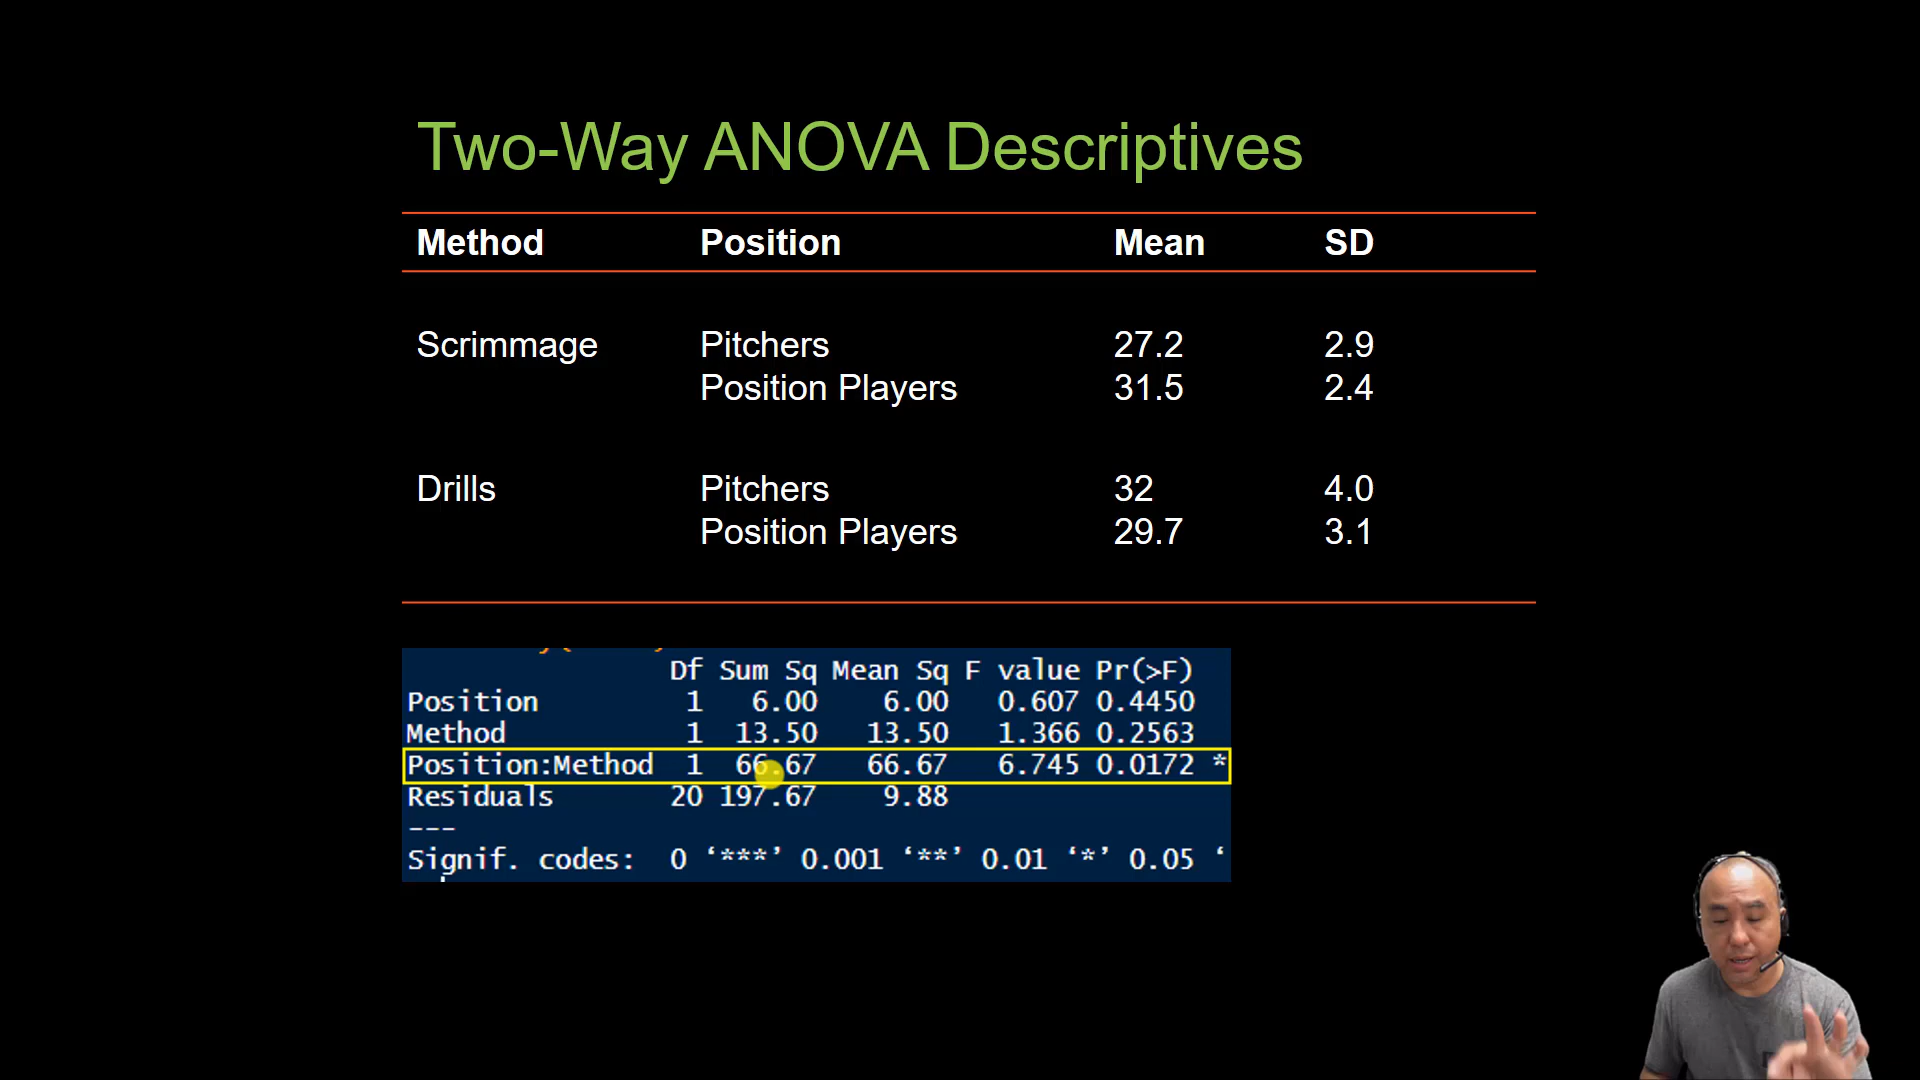 Two-Way ANOVA Descriptives
Method Position Mean SD
Scrimmage Pitchers 27.2 2.9
Position Players 31.5 2.4
Drills Pitchers 32 4.0
Position Players 29.7 3.1
Df Sum Sq Mean Sq F value Pr(>F)
Position 1 6.00 6.00 0.607 0.4450
Method 1 13.50 13.50 1.366 0.2563
Position:Method 1 66.67 66.67 6.745 0.0172 *
Residuals 20 197.67 9.88
---
Signif. codes: 0 ‘***’ 0.001 ‘**’ 0.01 ‘*’ 0.05 ‘